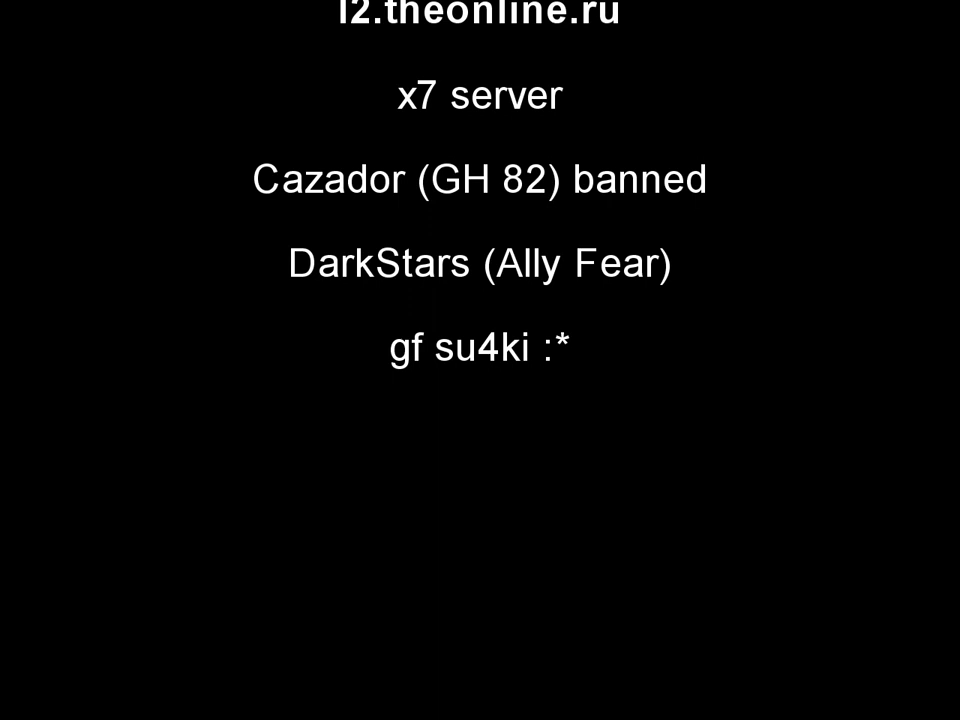 l2.theonline.ru
x7 server
Cazador (GH 82) banned
DarkStars (Ally Fear)
gf su4ki :*